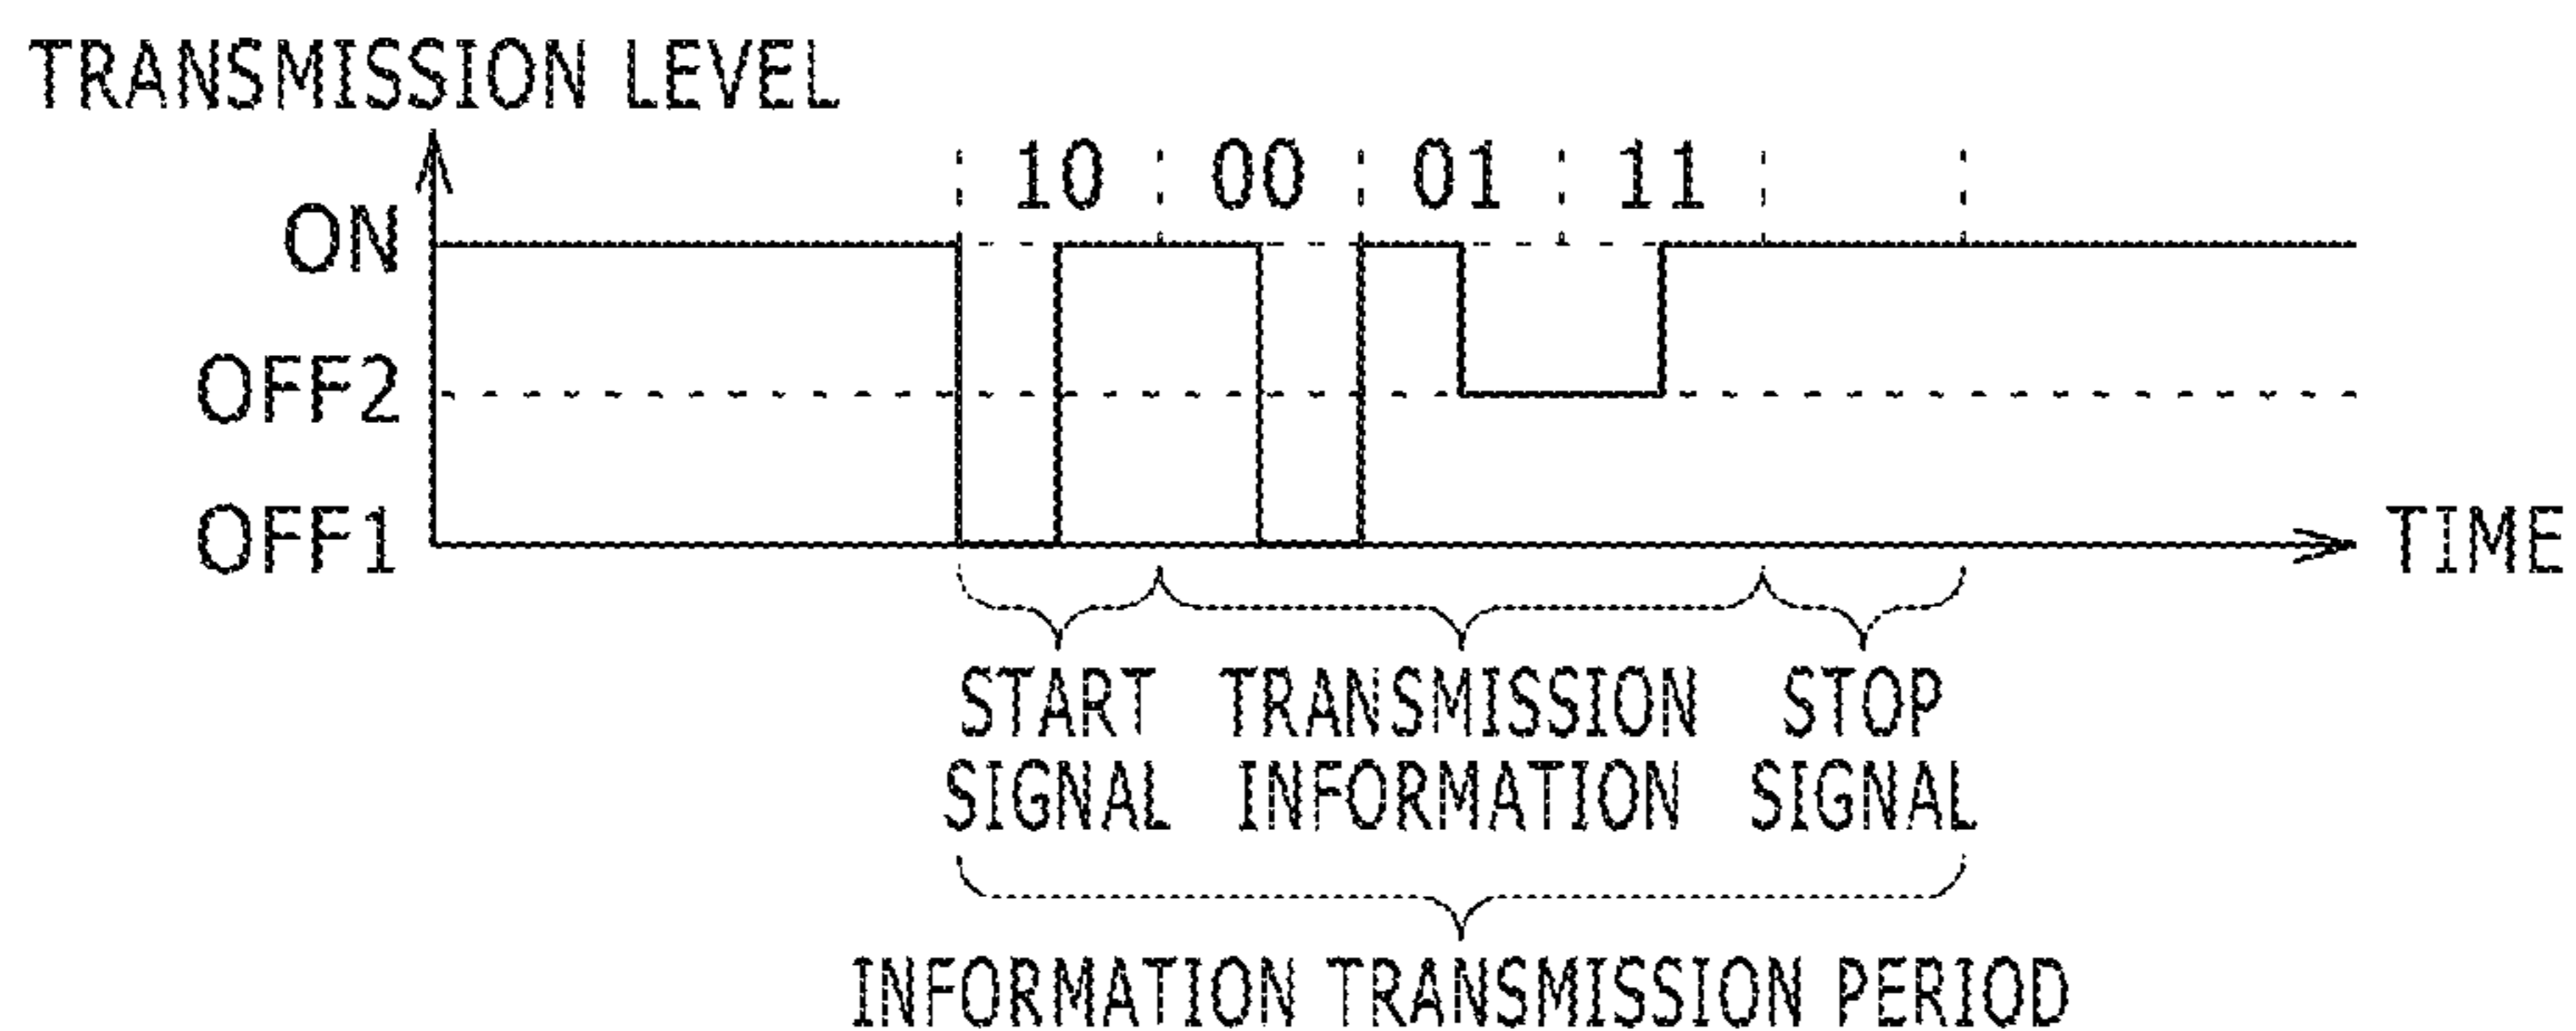 TRANSMISSION LEVEL
10 00 01 11
ON
OFF2
OFF1
TIME
START TRANSMISSION STOP
SIGNAL INFORMATION SIGNAL
INFORMATION TRANSMISSION PERIOD